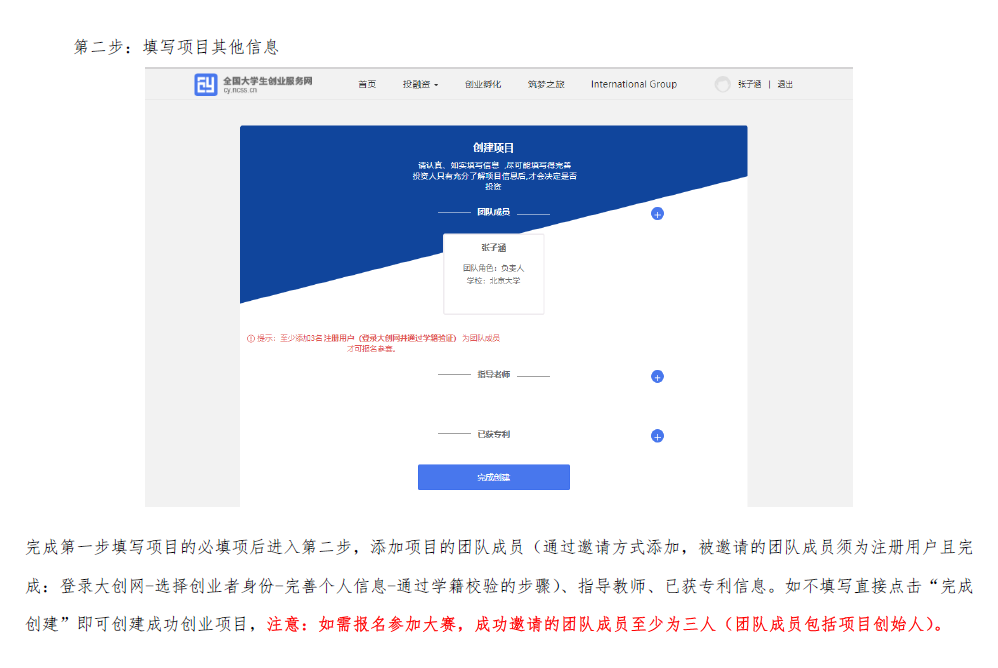 第二步：填写项目其他信息
全国大学生创业服务网
cy.ncss.cn
首页 投融资 创业孵化 筑梦之旅 International Group 张子涵 | 退出
创建项目
请认真、如实填写信息 ,尽可能填写得完善
投资人只有充分了解项目信息后,才会决定是否
投资
团队成员
张子涵
团队角色：负责人
学校：北京大学
提示：至少添加3名注册用户（登录大创网并通过学籍验证）为团队成员
才可报名参赛。
指导老师
已获专利
完成创建
完成第一步填写项目的必填项后进入第二步，添加项目的团队成员（通过邀请方式添加，被邀请的团队成员须为注册用户且完
成：登录大创网-选择创业者身份-完善个人信息-通过学籍校验的步骤）、指导教师、已获专利信息。如不填写直接点击“完成
创建”即可创建成功创业项目，注意：如需报名参加大赛，成功邀请的团队成员至少为三人（团队成员包括项目创始人）。